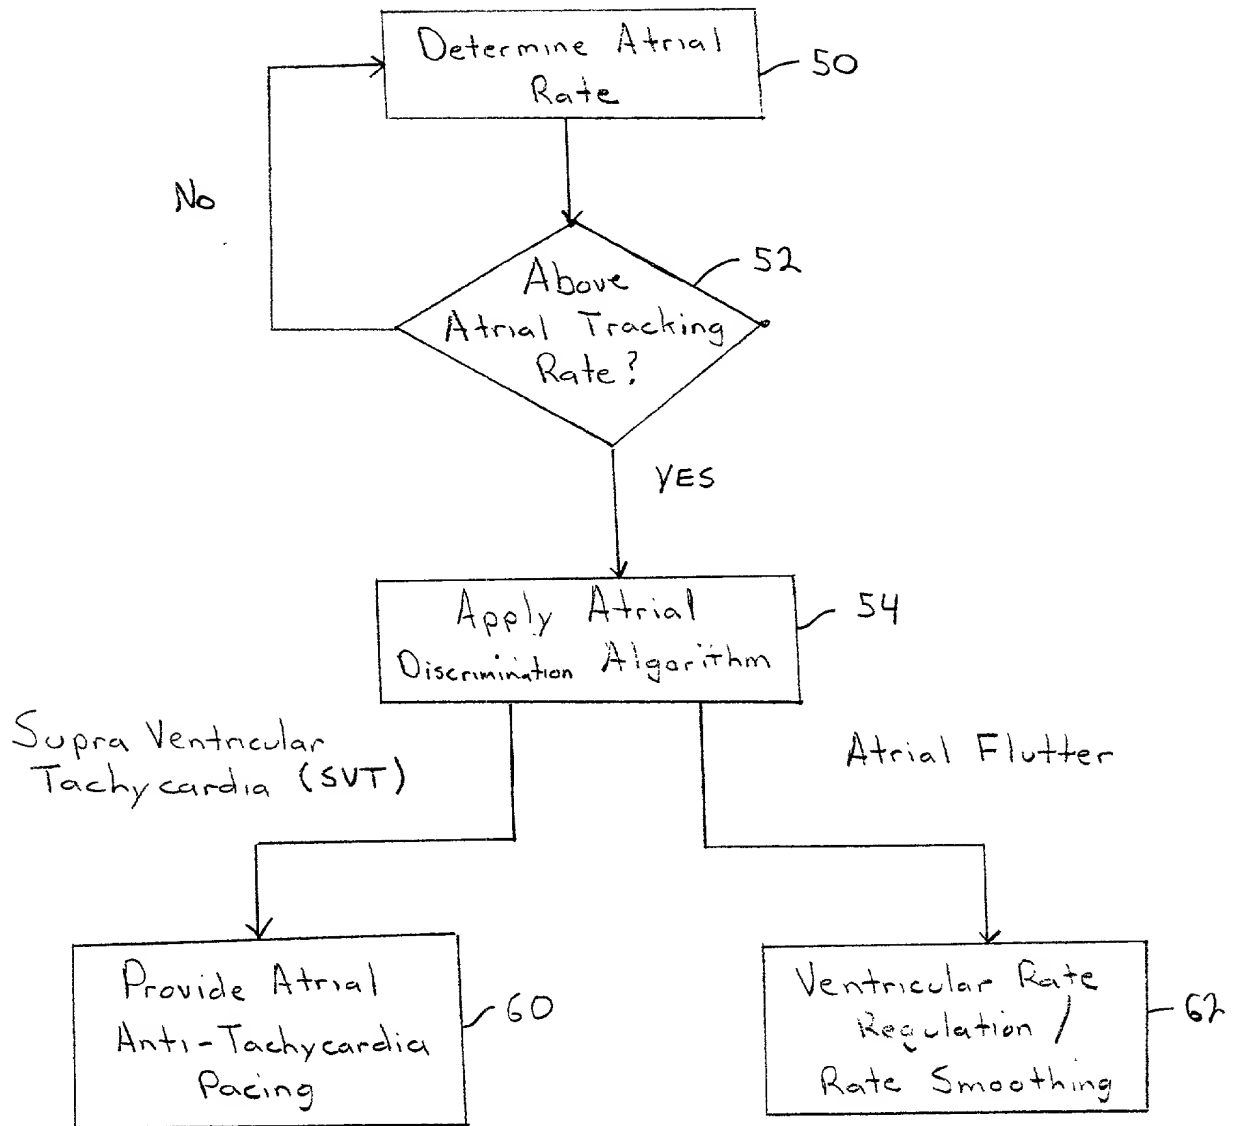 Determine Atrial
Rate
50
No
52
Above
Atrial Tracking
Rate?
YES
54
Apply Atrial
Discrimination Algorithm
Supra Ventricular
Tachycardia (SVT)
Atrial Flutter
Provide Atrial
Anti-Tachycardia
Pacing
60
Ventricular Rate
Regulation /
Rate Smoothing
62